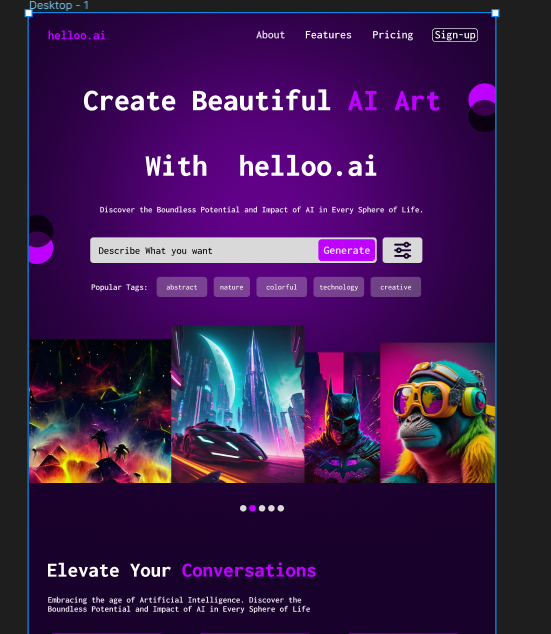 Desktop - 1
helloo.ai About Features Pricing Sign-up
Create Beautiful AI Art
With helloo.ai
Discover the Boundless Potential and Impact of AI in Every Sphere of Life.
Describe What you want Generate
Popular Tags: abstract nature colorful technology creative
Elevate Your Conversations
Embracing the age of Artificial Intelligence. Discover the
Boundless Potential and Impact of AI in Every Sphere of Life